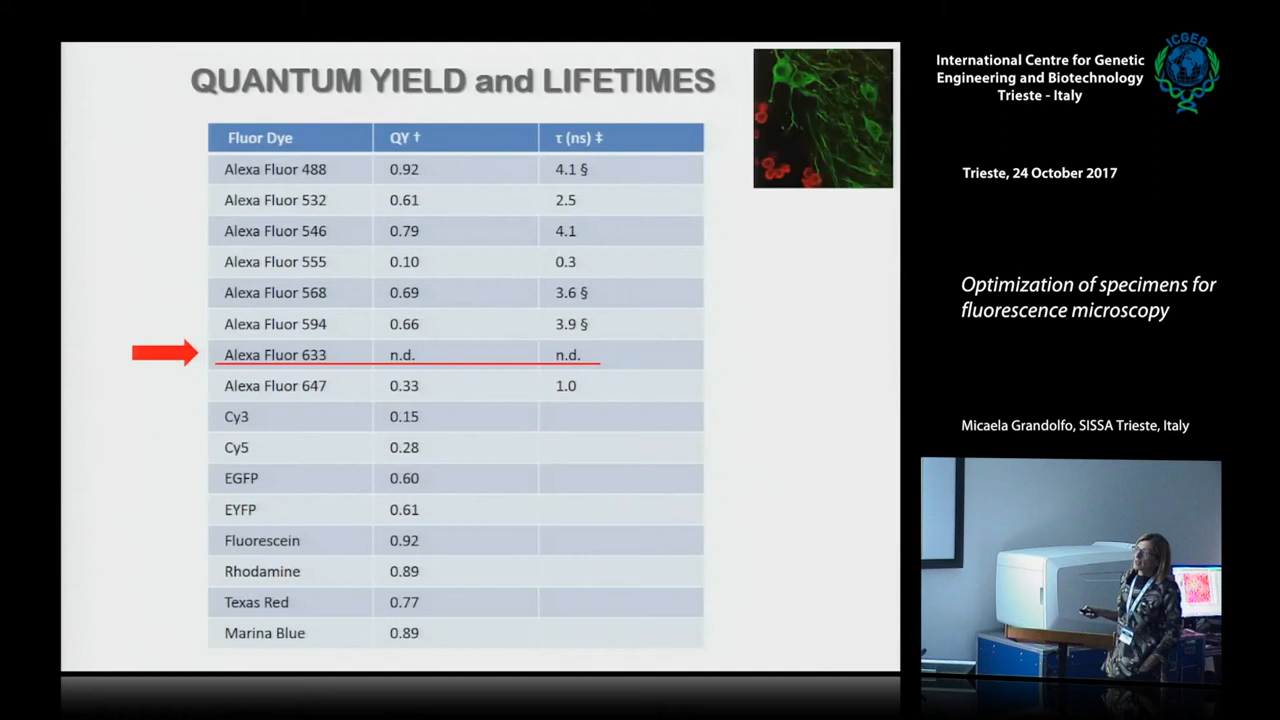 QUANTUM YIELD and LIFETIMES
Fluor Dye QY † τ (ns) ‡
Alexa Fluor 488 0.92 4.1 §
Alexa Fluor 532 0.61 2.5
Alexa Fluor 546 0.79 4.1
Alexa Fluor 555 0.10 0.3
Alexa Fluor 568 0.69 3.6 §
Alexa Fluor 594 0.66 3.9 §
Alexa Fluor 633 n.d. n.d.
Alexa Fluor 647 0.33 1.0
Cy3 0.15
Cy5 0.28
EGFP 0.60
EYFP 0.61
Fluorescein 0.92
Rhodamine 0.89
Texas Red 0.77
Marina Blue 0.89
International Centre for Genetic
Engineering and Biotechnology
Trieste - Italy
ICGEB
Trieste, 24 October 2017
Optimization of specimens for
fluorescence microscopy
Micaela Grandolfo, SISSA Trieste, Italy